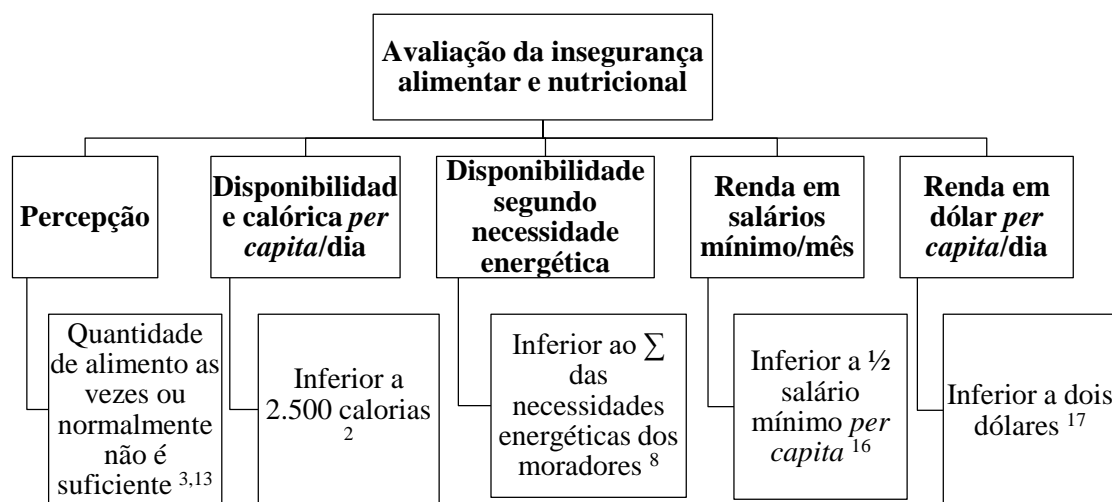 Avaliação da insegurança
alimentar e nutricional
Percepção
Disponibilidad
e calórica per
capita/dia
Disponibilidade
segundo
necessidade
energética
Renda em
salários
mínimo/mês
Renda em
dólar per
capita/dia
Quantidade
de alimento as
vezes ou
normalmente
não é
suficiente 3,13
Inferior a
2.500 calorias
2
Inferior ao ∑
das
necessidades
energéticas dos
moradores 8
Inferior a ½
salário
mínimo per
capita 16
Inferior a dois
dólares 17